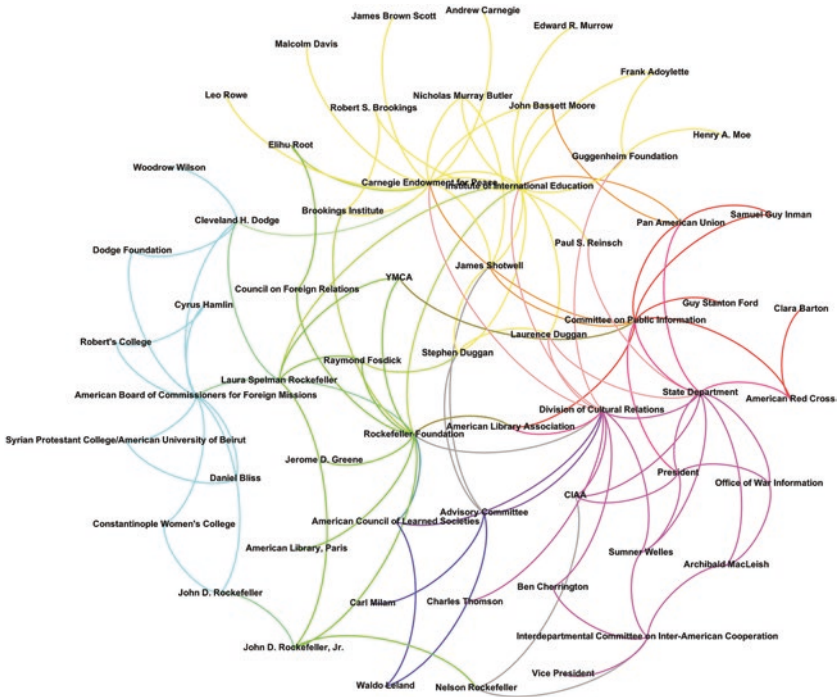 Andrew Carnegie
James Brown Scott
Edward R. Murrow
Malcolm Davis
Frank Adoylette
Leo Rowe
Nicholas Murray Butler
Robert S. Brookings
John Bassett Moore
Henry A. Moe
Elihu Root
Guggenheim Foundation
Woodrow Wilson
Carnegie Endowment for Peace
Institute of International Education
Brookings Institute
Samuel Guy Inman
Cleveland H. Dodge
Pan American Union
Paul S. Reinsch
Dodge Foundation
James Shotwell
YMCA
Council on Foreign Relations
Cyrus Hamlin
Guy Stanton Ford
Clara Barton
Committee on Public Information
Laurence Duggan
Robert's College
Stephen Duggan
Raymond Fosdick
Laura Spelman Rockefeller
State Department
American Board of Commissioners for Foreign Missions
American Red Cross
Division of Cultural Relations
American Library Association
Rockefeller Foundation
Syrian Protestant College/American University of Beirut
Jerome D. Greene
President
Daniel Bliss
Office of War Information
CIAA
Advisory Committee
American Council of Learned Societies
Constantinople Women's College
American Library, Paris
Sumner Welles
Archibald MacLeish
Ben Cherrington
John D. Rockefeller
Carl Milam
Charles Thomson
Interdepartmental Committee on Inter-American Cooperation
John D. Rockefeller, Jr.
Vice President
Waldo Leland
Nelson Rockefeller